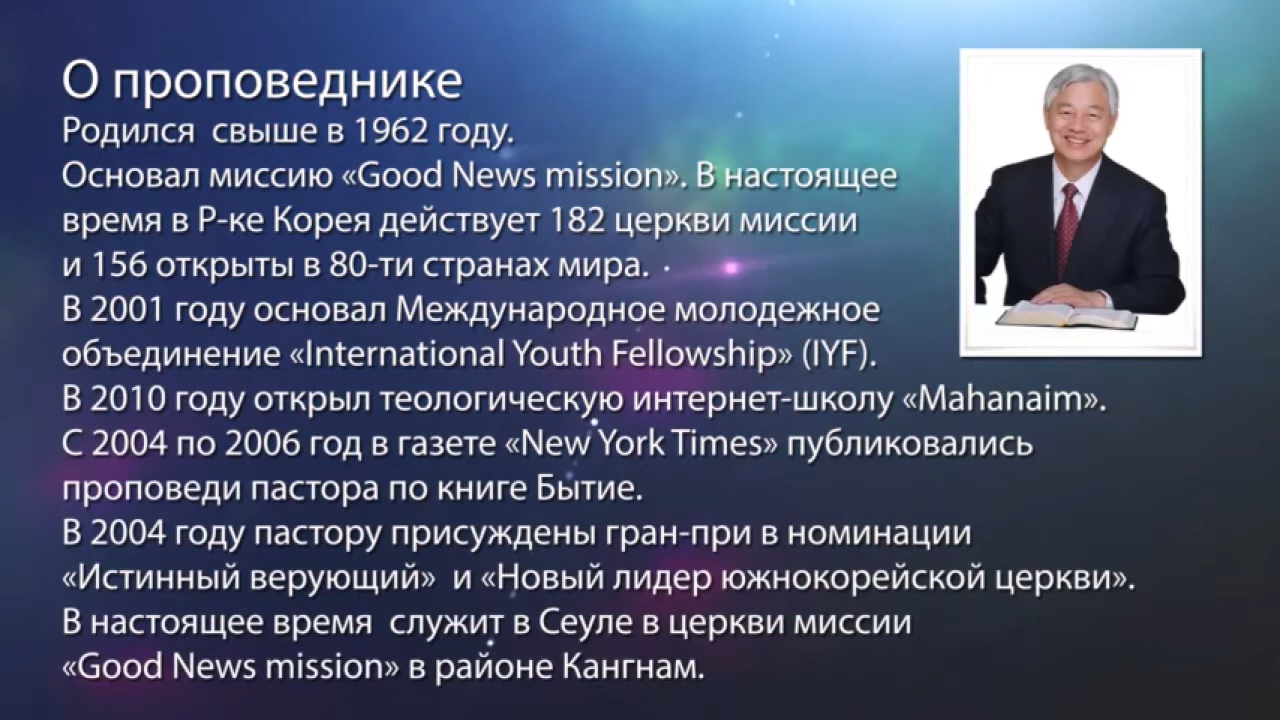 О проповеднике
Родился свыше в 1962 году.
Основал миссию «Good News mission». В настоящее
время в Р-ке Корея действует 182 церкви миссии
и 156 открыты в 80-ти странах мира.
В 2001 году основал Международное молодежное
объединение «International Youth Fellowship» (IYF).
В 2010 году открыл теологическую интернет-школу «Mahanaim».
С 2004 по 2006 год в газете «New York Times» публиковались
проповеди пастора по книге Бытие.
В 2004 году пастору присуждены гран-при в номинации
«Истинный верующий» и «Новый лидер южнокорейской церкви».
В настоящее время служит в Сеуле в церкви миссии
«Good News mission» в районе Кангнам.